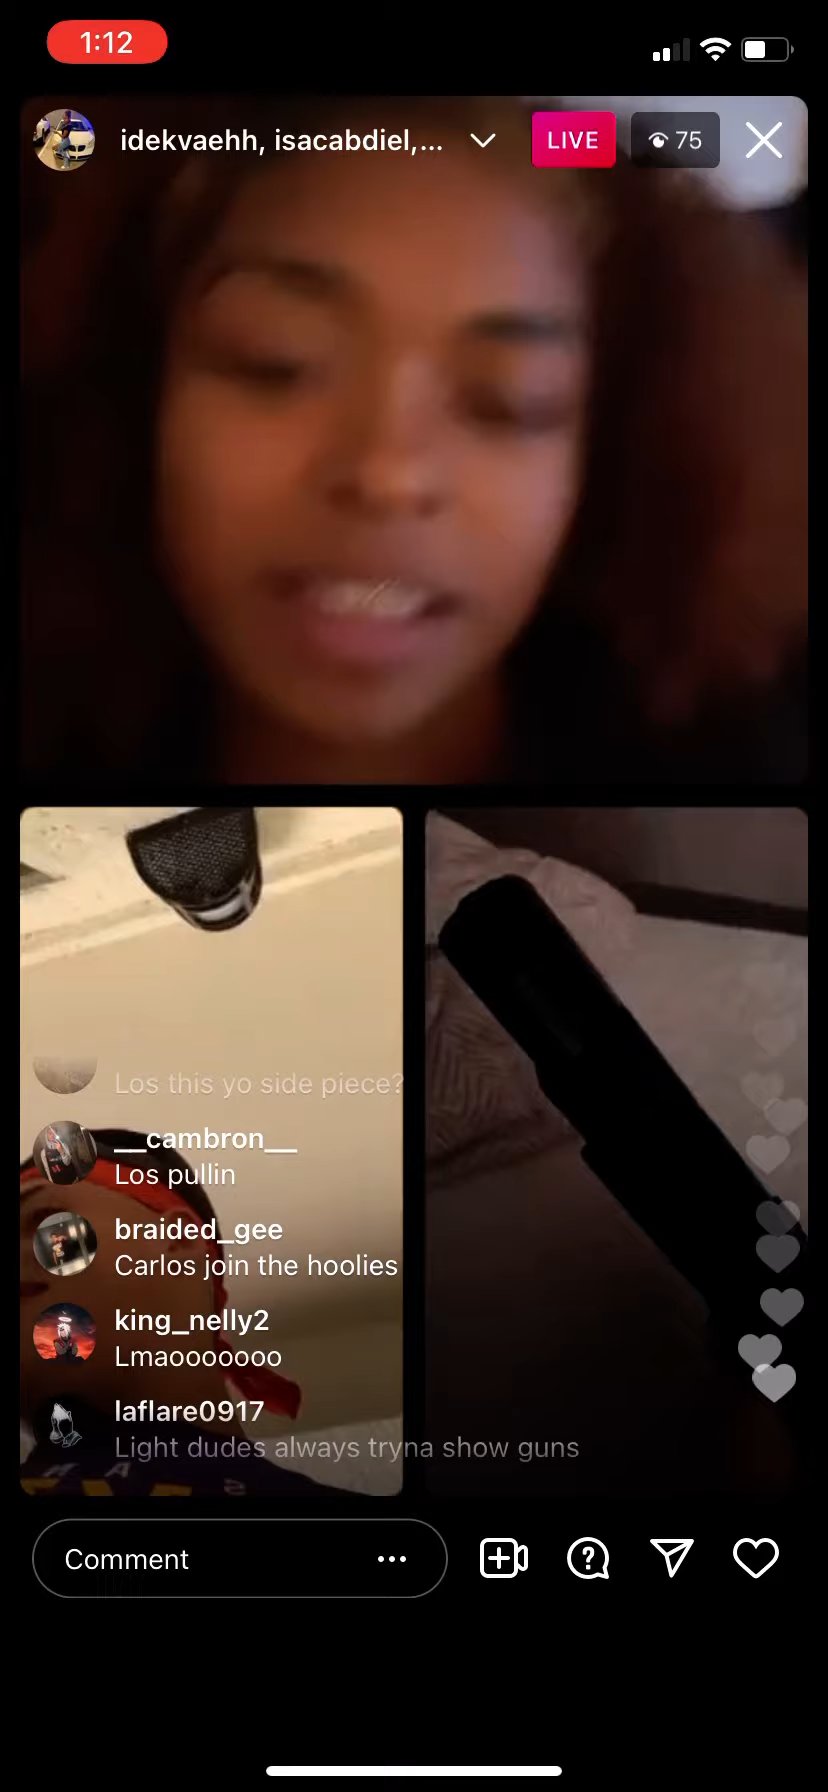 1:12
idekvaehh, isacabdiel,...
LIVE
75
Los this yo side piece?
__cambron__
Los pullin
braided_gee
Carlos join the hoolies
king_nelly2
Lmaooooooo
laflare0917
Light dudes always tryna show guns
Comment